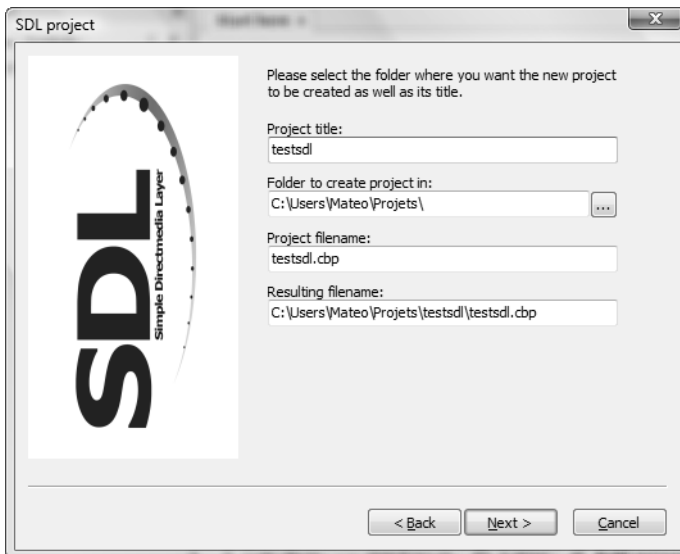 SDL project
Please select the folder where you want the new project
to be created as well as its title.
Project title:
testsdl
Folder to create project in:
C:\Users\Mateo\Projets\
...
Project filename:
testsdl.cbp
Resulting filename:
C:\Users\Mateo\Projets\testsdl\testsdl.cbp
SDL
Simple Directmedia Layer
< Back
Next >
Cancel